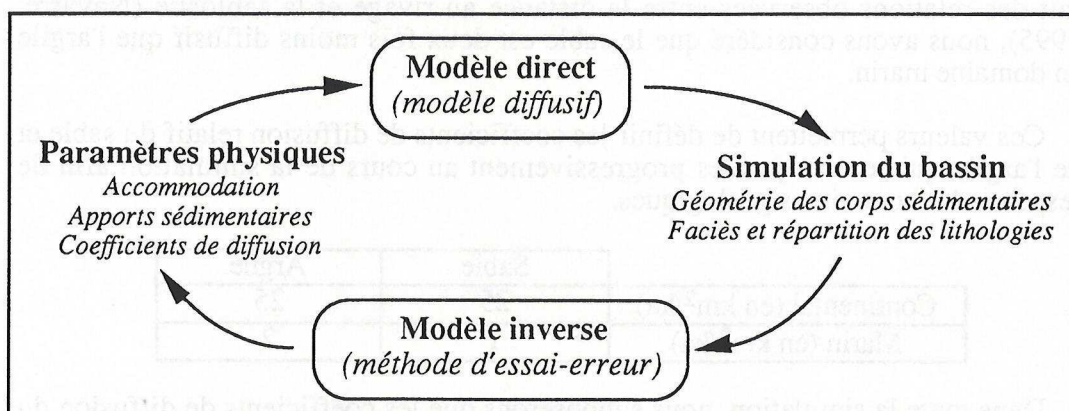 Modèle direct
(modèle diffusif)
Paramètres physiques
Accommodation
Apports sédimentaires
Coefficients de diffusion
Simulation du bassin
Géométrie des corps sédimentaires
Faciès et répartition des lithologies
Modèle inverse
(méthode d'essai-erreur)